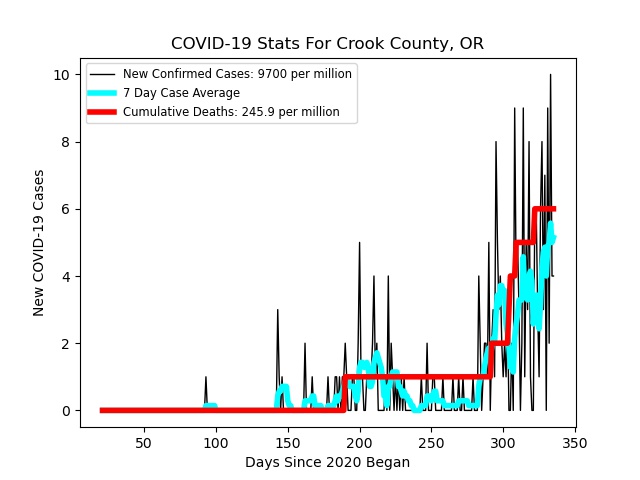 COVID-19 Stats For Crook County, OR
New Confirmed Cases: 9700 per million
7 Day Case Average
Cumulative Deaths: 245.9 per million
New COVID-19 Cases
10
8
6
4
2
0
50 100 150 200 250 300 350
Days Since 2020 Began